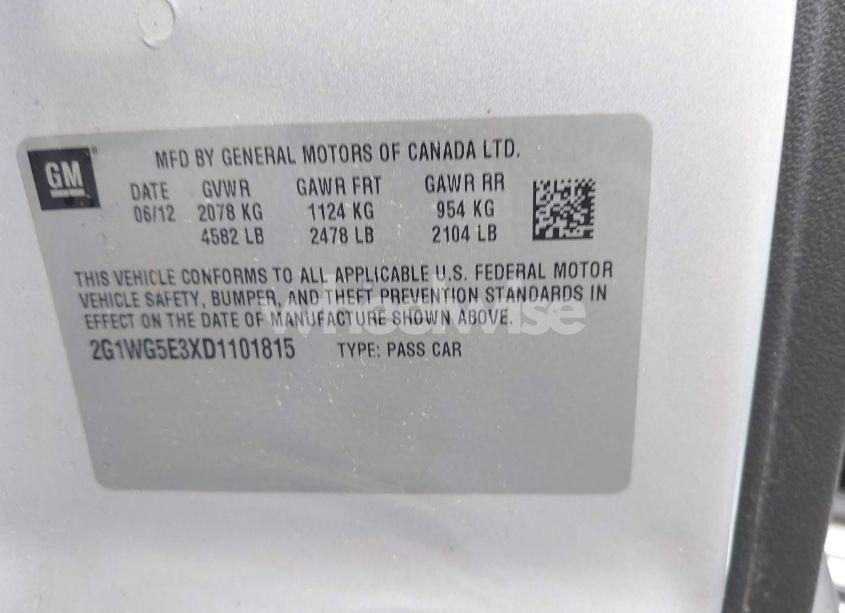 GM
MFD BY GENERAL MOTORS OF CANADA LTD.
DATE GVWR GAWR FRT GAWR RR
06/12 2078 KG 1124 KG 954 KG
4582 LB 2478 LB 2104 LB
THIS VEHICLE CONFORMS TO ALL APPLICABLE U.S. FEDERAL MOTOR
VEHICLE SAFETY, BUMPER, AND THEFT PREVENTION STANDARDS IN
EFFECT ON THE DATE OF MANUFACTURE SHOWN ABOVE.
wheelwise
2G1WG5E3XD1101815 TYPE: PASS CAR